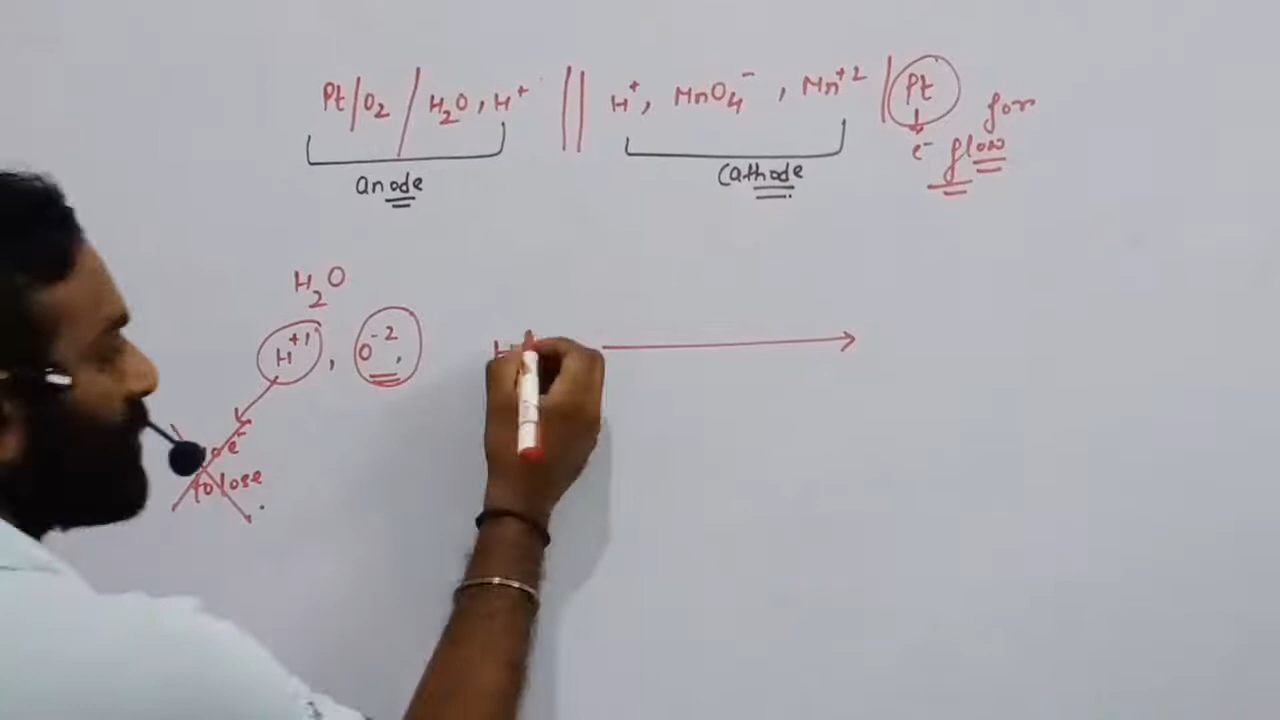 Pt/O₂/H₂O, H⁺ || H⁺, MnO₄⁻, Mn⁺² | Pt
for
e⁻ flow
anode
Cathode
H₂O
H⁺¹, O⁻², H
e⁻
to lose